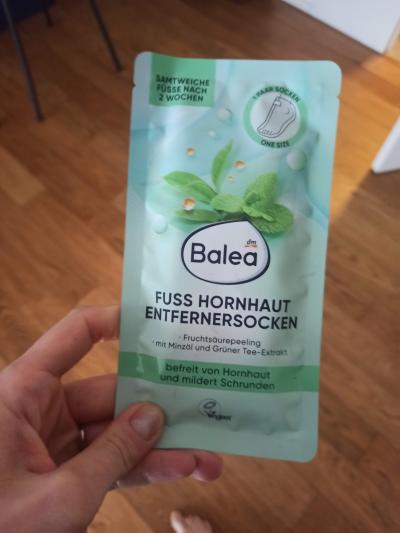 SAMTWEICHE
FÜSSE NACH
2 WOCHEN
1 PAAR SOCKEN
ONE SIZE
dm
Balea
FUSS HORNHAUT
ENTFERNERSOCKEN
· Fruchtsäurepeeling
· mit Minzöl und Grüner Tee-Extrakt
befreit von Hornhaut
und mildert Schrunden
vegan